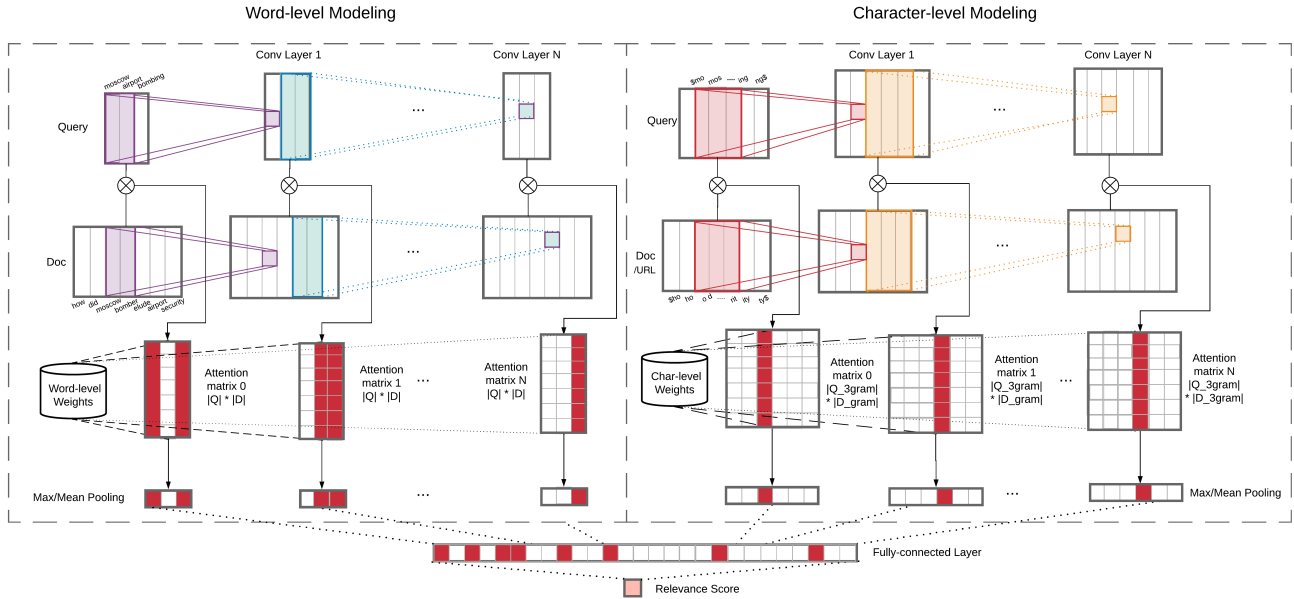 Word-level Modeling
Character-level Modeling
Conv Layer 1
Conv Layer N
Conv Layer 1
Conv Layer N
moscow
airport
bombing
$mo
mos
....
ing
ng$
Query
...
Query
...
Doc
...
how
did
moscow
bomber
elude
airport
security
Doc
/URL
...
$ho
ho
o d
....
rit
ity
ty$
Word-level
Weights
Attention
matrix 0
|Q| * |D|
Attention
matrix 1
|Q| * |D|
...
Attention
matrix N
|Q| * |D|
Char-level
Weights
Attention
matrix 0
|Q_3gram|
* |D_gram|
Attention
matrix 1
|Q_3gram|
* |D_gram|
...
Attention
matrix N
|Q_3gram|
* |D_3gram|
Max/Mean Pooling
...
...
Max/Mean Pooling
Fully-connected Layer
Relevance Score